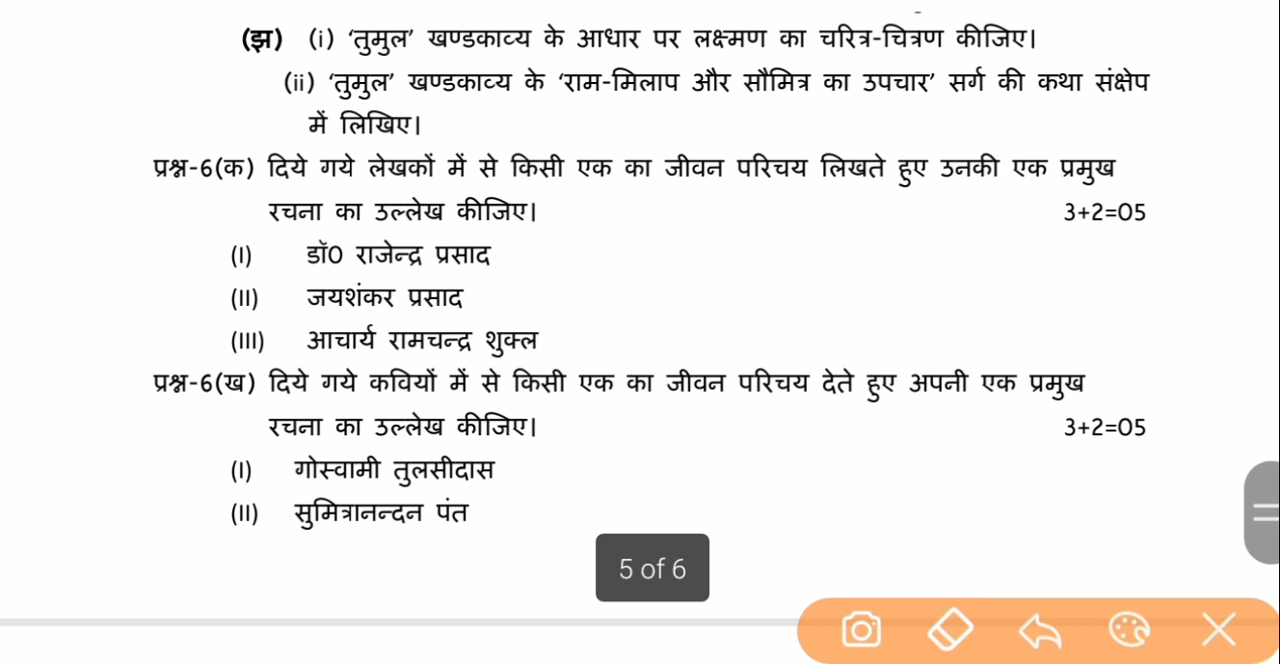 (झ) (i) ‘तुमुल’ खण्डकाव्य के आधार पर लक्ष्मण का चरित्र-चित्रण कीजिए।
(ii) ‘तुमुल’ खण्डकाव्य के ‘राम-मिलाप और सौमित्र का उपचार’ सर्ग की कथा संक्षेप
में लिखिए।
प्रश्न-6(क) दिये गये लेखकों में से किसी एक का जीवन परिचय लिखते हुए उनकी एक प्रमुख
रचना का उल्लेख कीजिए। 3+2=05
(I) डॉ0 राजेन्द्र प्रसाद
(II) जयशंकर प्रसाद
(III) आचार्य रामचन्द्र शुक्ल
प्रश्न-6(ख) दिये गये कवियों में से किसी एक का जीवन परिचय देते हुए अपनी एक प्रमुख
रचना का उल्लेख कीजिए। 3+2=05
(I) गोस्वामी तुलसीदास
(II) सुमित्रानन्दन पंत
5 of 6